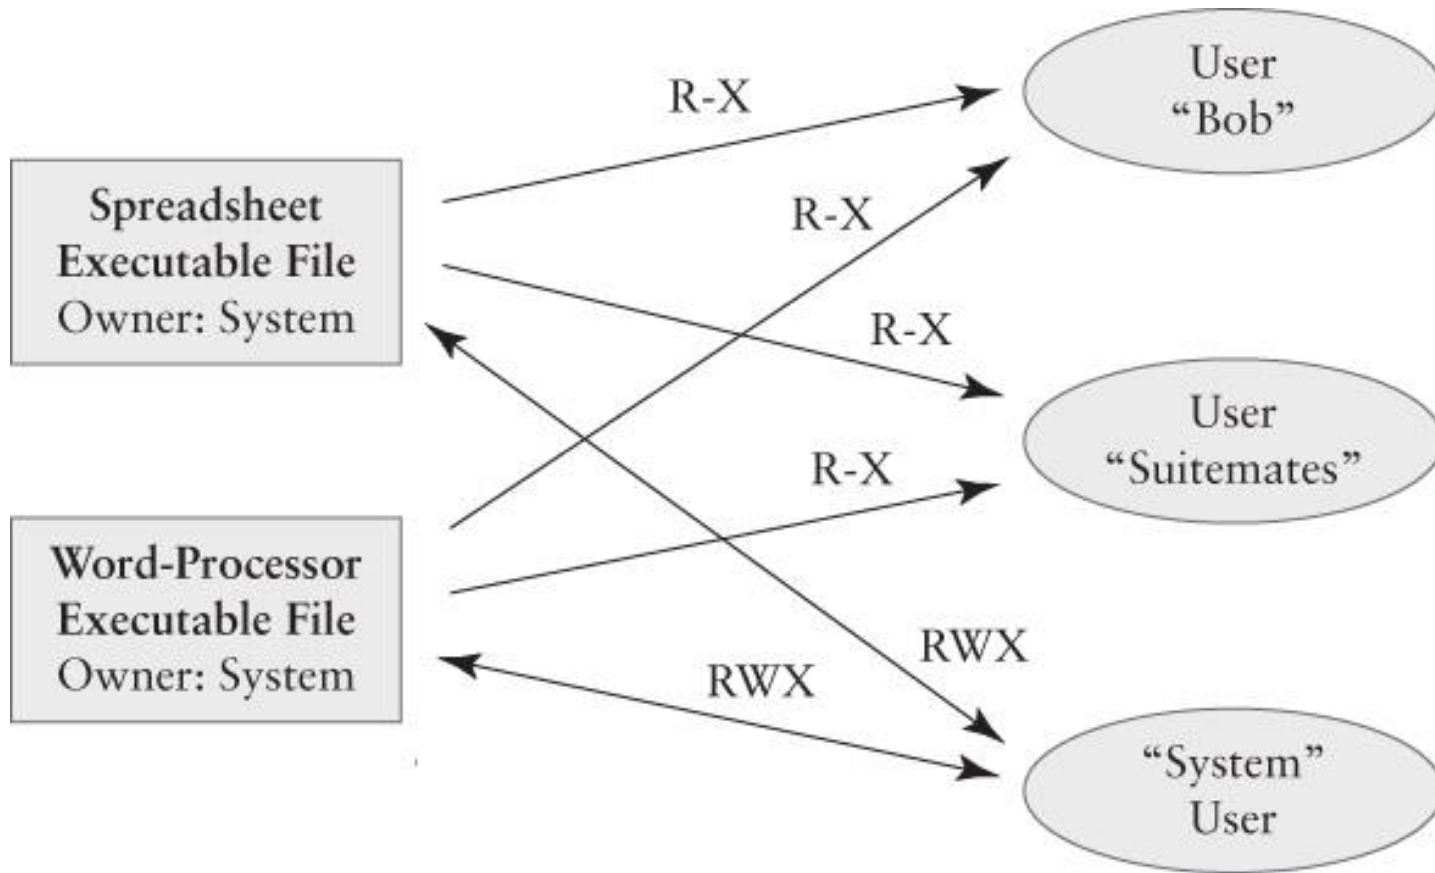 Spreadsheet
Executable File
Owner: System
Word-Processor
Executable File
Owner: System
R-X
R-X
R-X
R-X
RWX
RWX
User
“Bob”
User
“Suitemates”
“System”
User